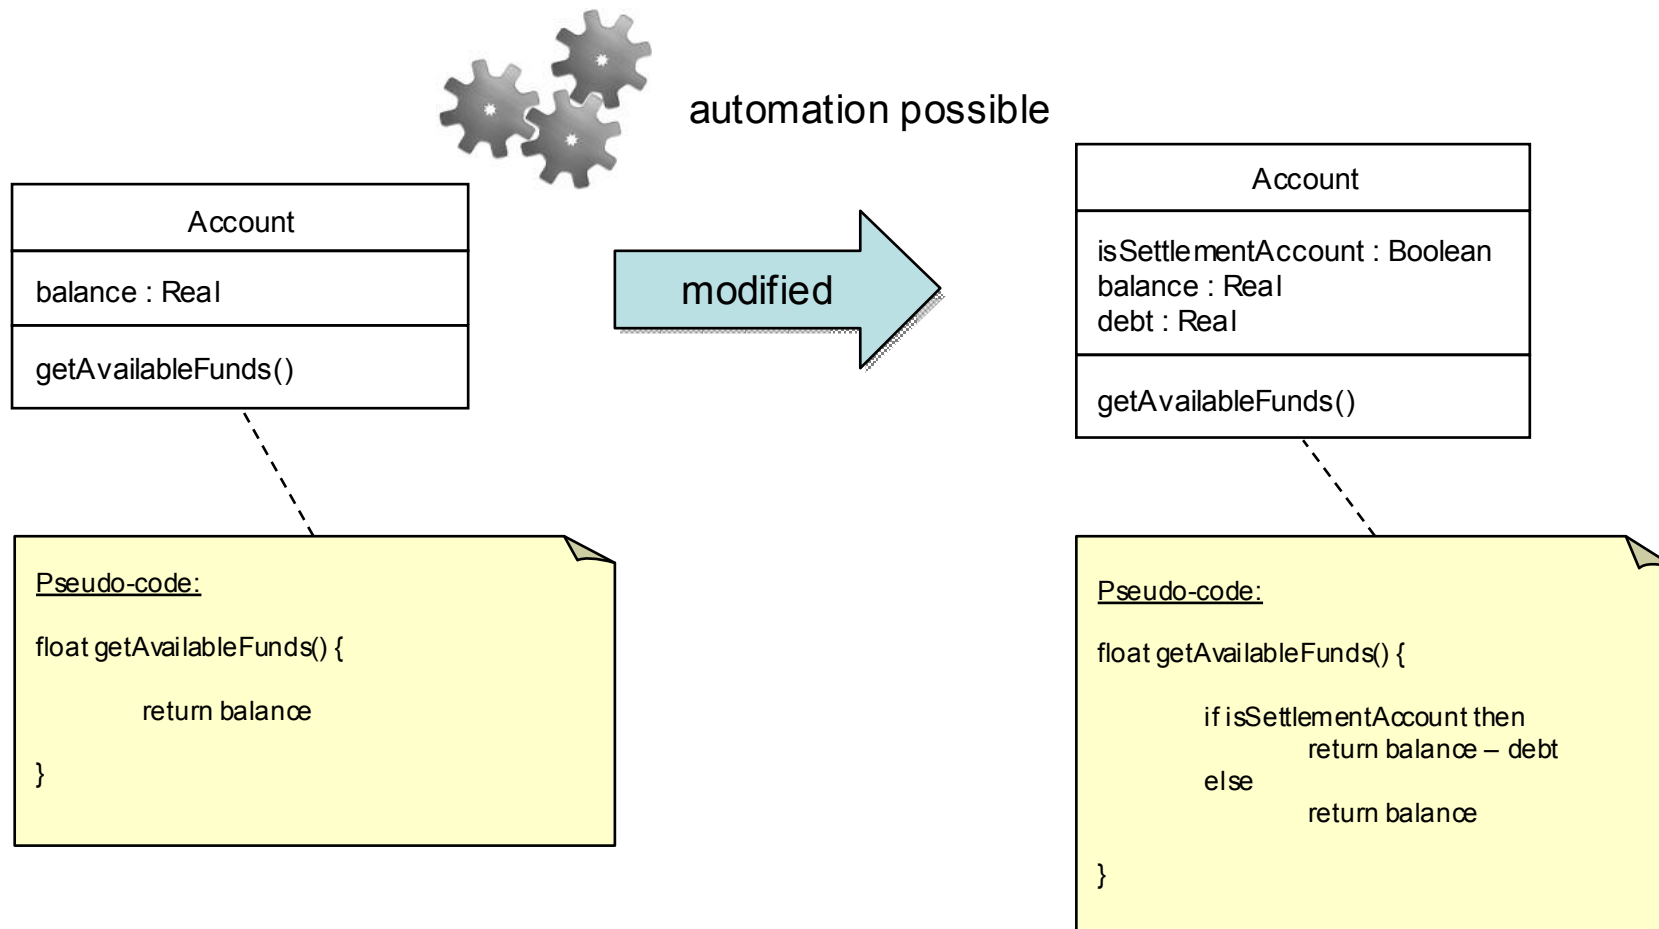 automation possible
Account
balance : Real
getAvailableFunds()
modified
Account
isSettlementAccount : Boolean
balance : Real
debt : Real
getAvailableFunds()
Pseudo-code:
float getAvailableFunds() {
return balance
}
Pseudo-code:
float getAvailableFunds() {
if isSettlementAccount then
return balance – debt
else
return balance
}